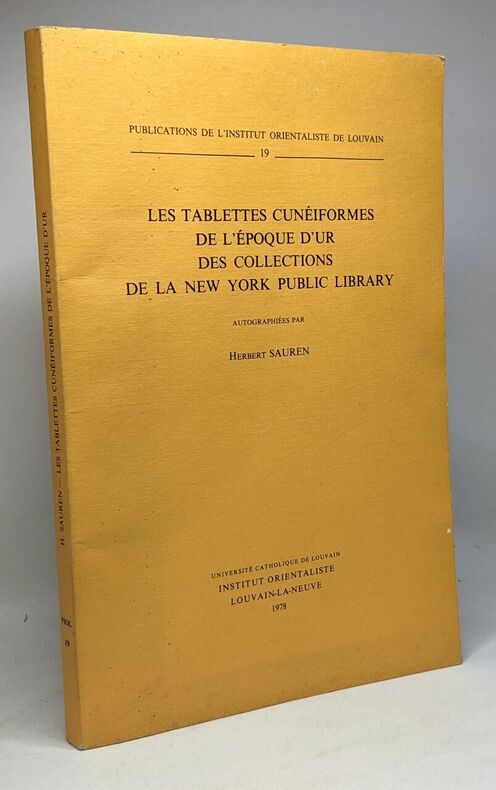 PUBLICATIONS DE L'INSTITUT ORIENTALISTE DE LOUVAIN
19
LES TABLETTES CUNÉIFORMES
DE L'ÉPOQUE D'UR
DES COLLECTIONS
DE LA NEW YORK PUBLIC LIBRARY
AUTOGRAPHIÉES PAR
HERBERT SAUREN
UNIVERSITÉ CATHOLIQUE DE LOUVAIN
INSTITUT ORIENTALISTE
LOUVAIN-LA-NEUVE
1978
H. SAUREN — LES TABLETTES CUNÉIFORMES DE L'ÉPOQUE D'UR
PIOL
19